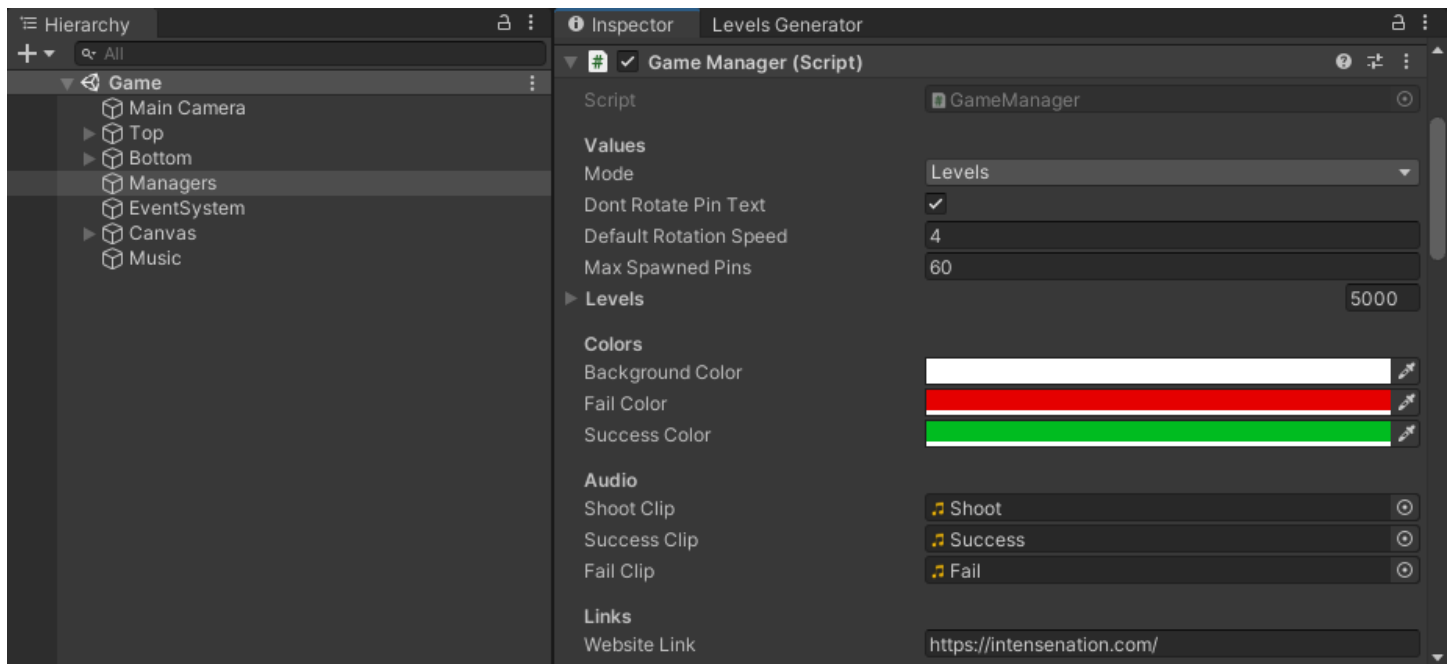 Hierarchy
All
Game
Main Camera
Top
Bottom
Managers
EventSystem
Canvas
Music
Inspector Levels Generator
# Game Manager (Script)
Script GameManager
Values
Mode Levels
Dont Rotate Pin Text
Default Rotation Speed 4
Max Spawned Pins 60
Levels 5000
Colors
Background Color
Fail Color
Success Color
Audio
Shoot Clip Shoot
Success Clip Success
Fail Clip Fail
Links
Website Link https://intensenation.com/